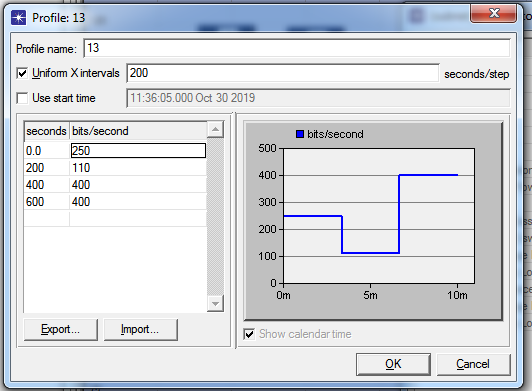 Profile: 13
Profile name: 13
Uniform X intervals 200 seconds/step
Use start time 11:36:05.000 Oct 30 2019
seconds bits/second
0.0 250
200 110
400 400
600 400
bits/second
500
400
300
200
100
0
0m 5m 10m
Export... Import...
Show calendar time
OK Cancel